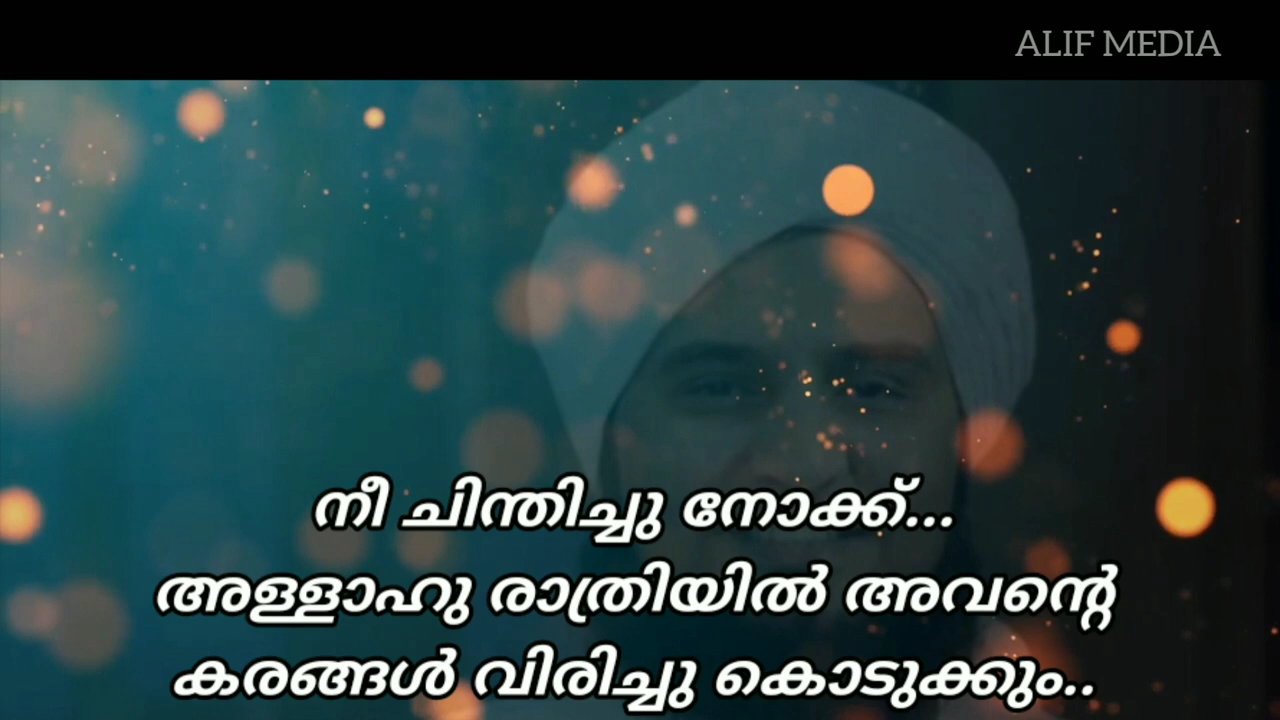 ALIF MEDIA
നീ ചിന്തിച്ചു നോക്ക്...
അള്ളാഹു രാത്രിയിൽ അവന്റെ
കരങ്ങൾ വിരിച്ചു കൊടുക്കും..